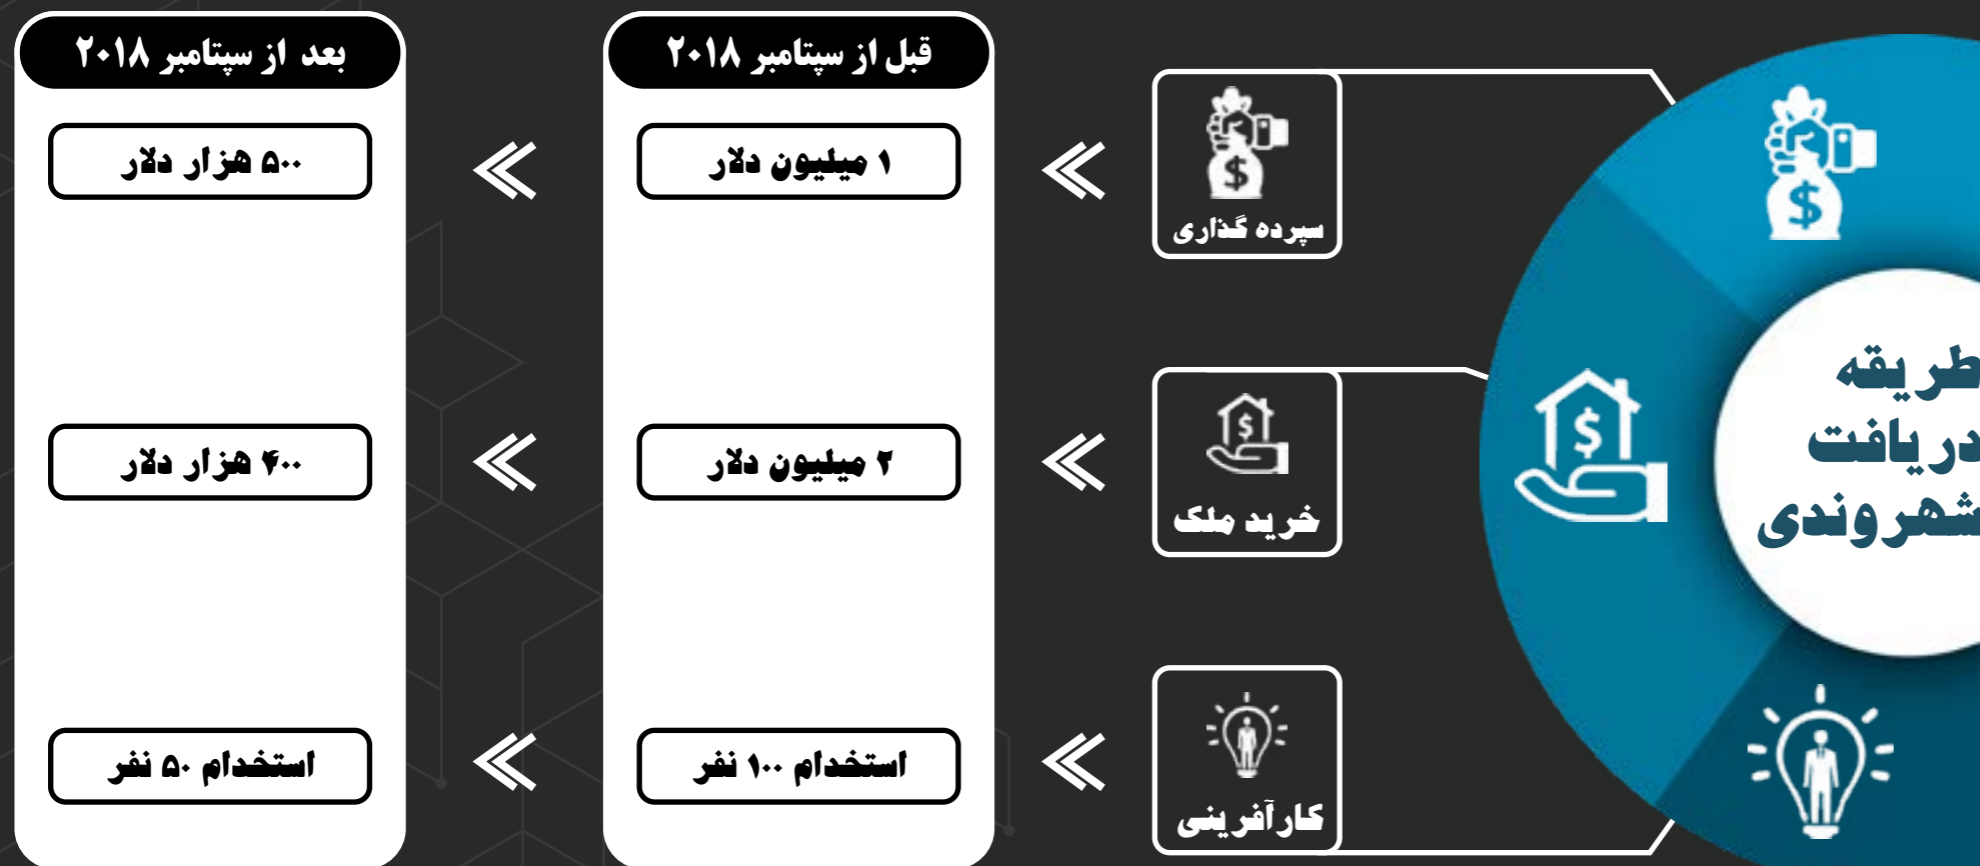 طریقه
دریافت
شهروندی
سپرده گذاری
خرید ملک
کارآفرینی
قبل از سپتامبر ۲۰۱۸
۱ میلیون دلار
۲ میلیون دلار
استخدام ۱۰۰ نفر
بعد از سپتامبر ۲۰۱۸
۵۰۰ هزار دلار
۴۰۰ هزار دلار
استخدام ۵۰ نفر